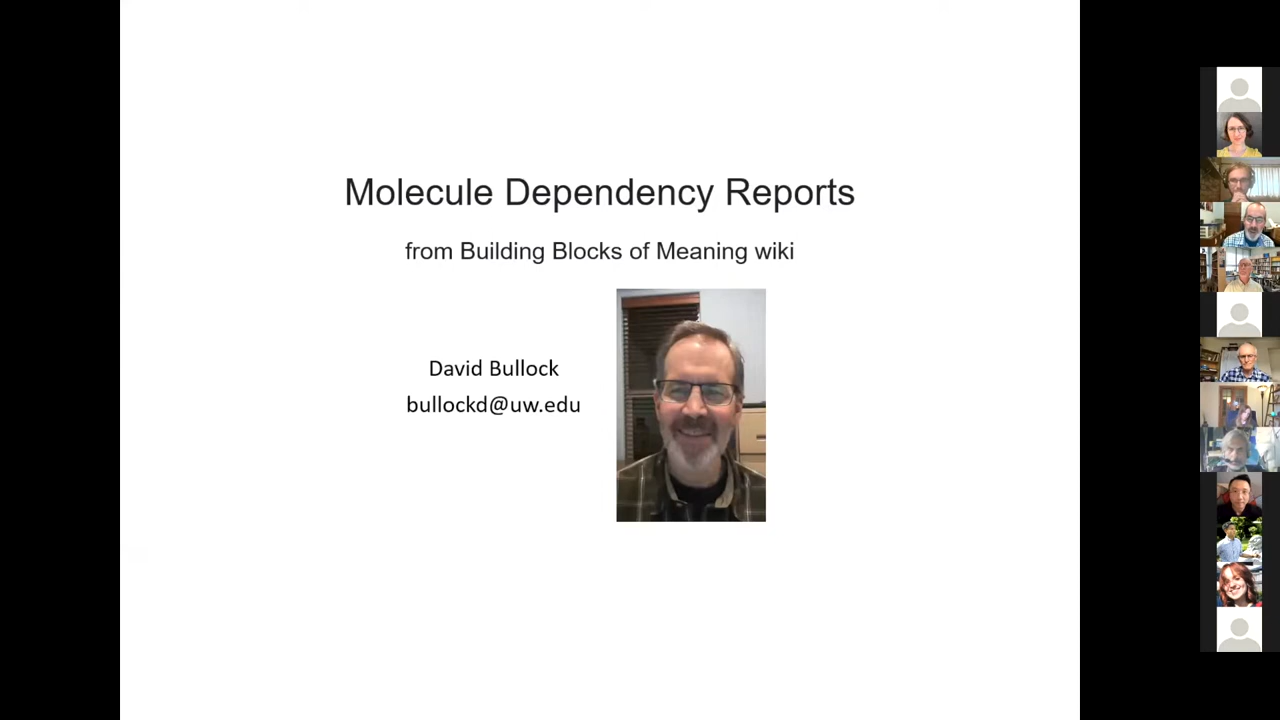 Molecule Dependency Reports
from Building Blocks of Meaning wiki
David Bullock
bullockd@uw.edu